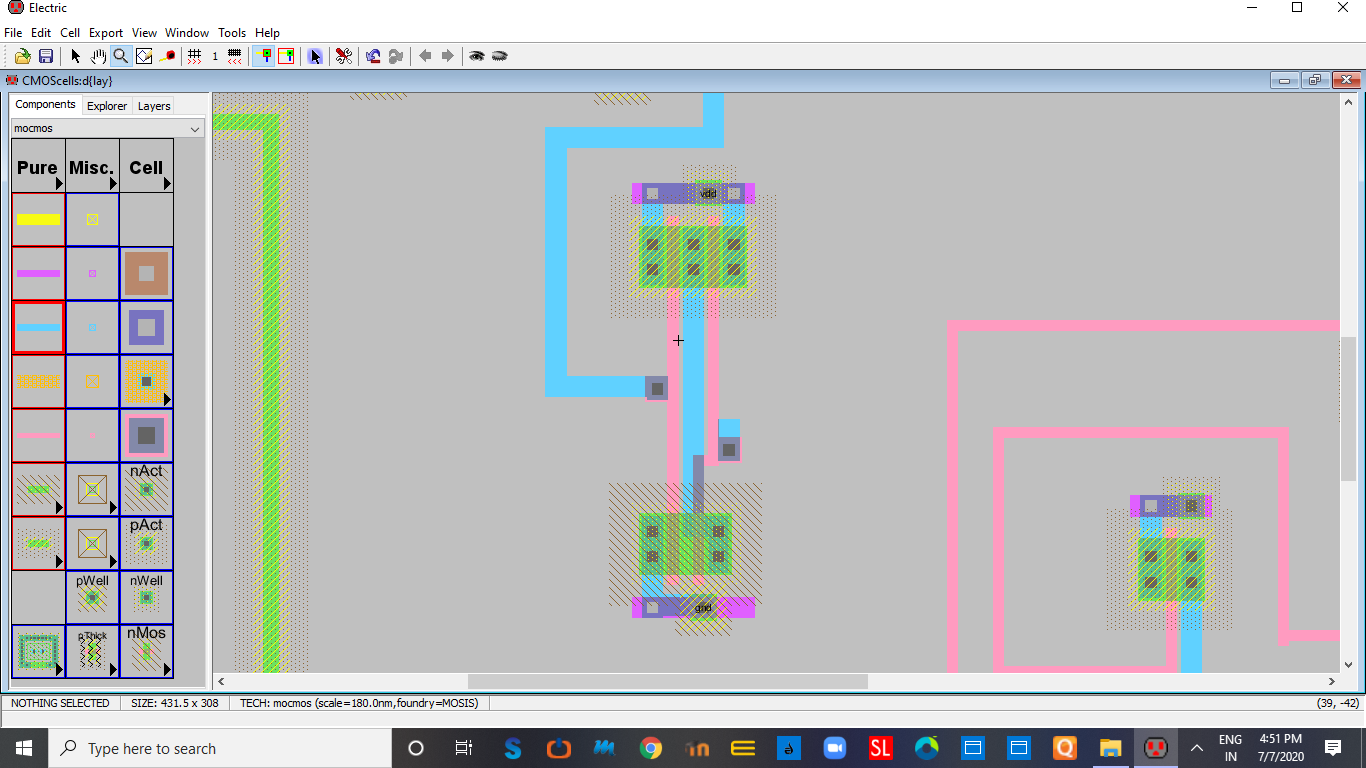 Electric
File Edit Cell Export View Window Tools Help
1
CMOScells:d{lay}
Components Explorer Layers
mocmos
Pure Misc. Cell
nAct
pAct
pWell nWell
pThick nMos
vdd
gnd
NOTHING SELECTED SIZE: 431.5 x 308 TECH: mocmos (scale=180.0nm,foundry=MOSIS) (39, -42)
Type here to search
S
in
SL
Q
ENG
IN
4:51 PM
7/7/2020